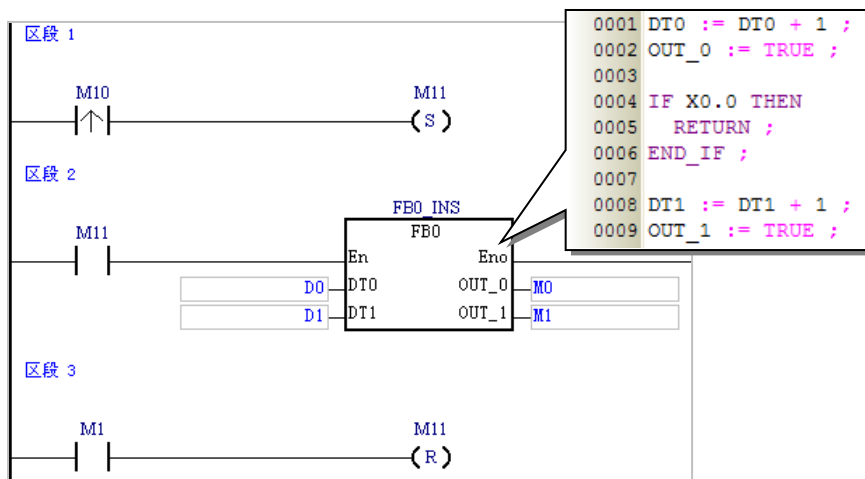 区段 1
M10
M11
S
区段 2
M11
FB0_INS
FB0
En
Eno
D0
DT0
OUT_0
M0
D1
DT1
OUT_1
M1
区段 3
M1
M11
R
0001 DT0 := DT0 + 1 ;
0002 OUT_0 := TRUE ;
0003
0004 IF X0.0 THEN
0005 RETURN ;
0006 END_IF ;
0007
0008 DT1 := DT1 + 1 ;
0009 OUT_1 := TRUE ;